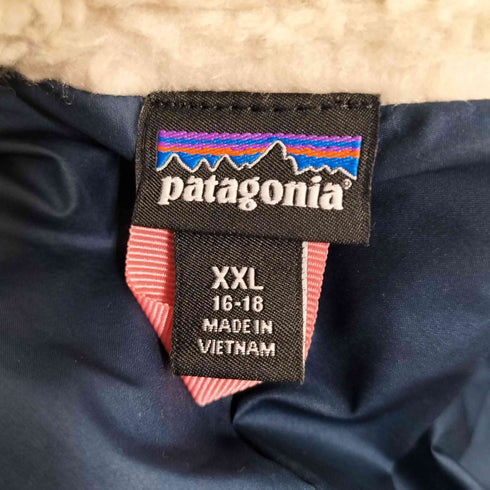 patagonia®
XXL
16-18
MADE IN
VIETNAM